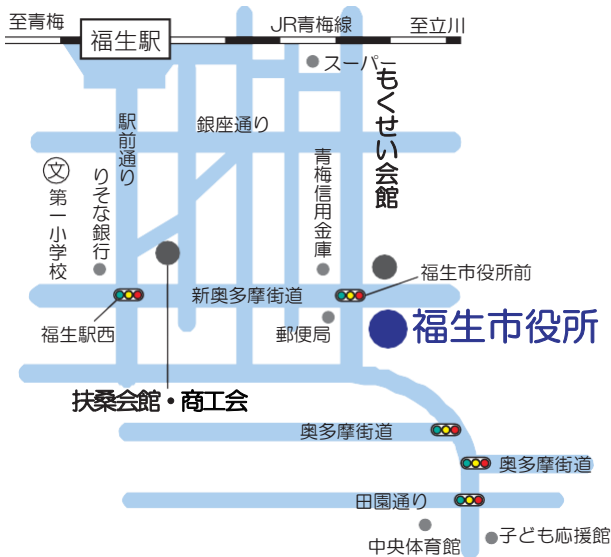 至青梅
福生駅
JR青梅線
至立川
スーパー
もくせい会館
駅前通り
銀座通り
文
第一小学校
りそな銀行
青梅信用金庫
新奥多摩街道
福生市役所前
福生駅西
郵便局
福生市役所
扶桑会館・商工会
奥多摩街道
奥多摩街道
田園通り
中央体育館
子ども応援館